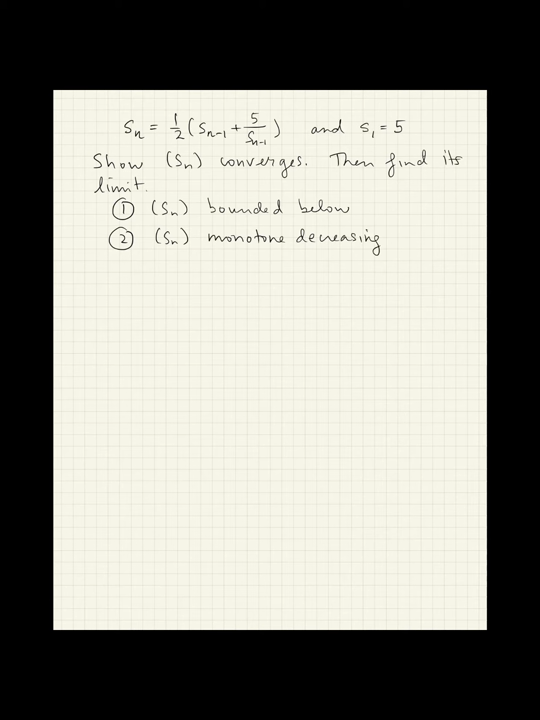 Sₙ = 1/2 (Sₙ₋₁ + 5/Sₙ₋₁) and S₁ = 5
Show (Sₙ) converges. Then find its
limit.
① (Sₙ) bounded below
② (Sₙ) monotone decreasing